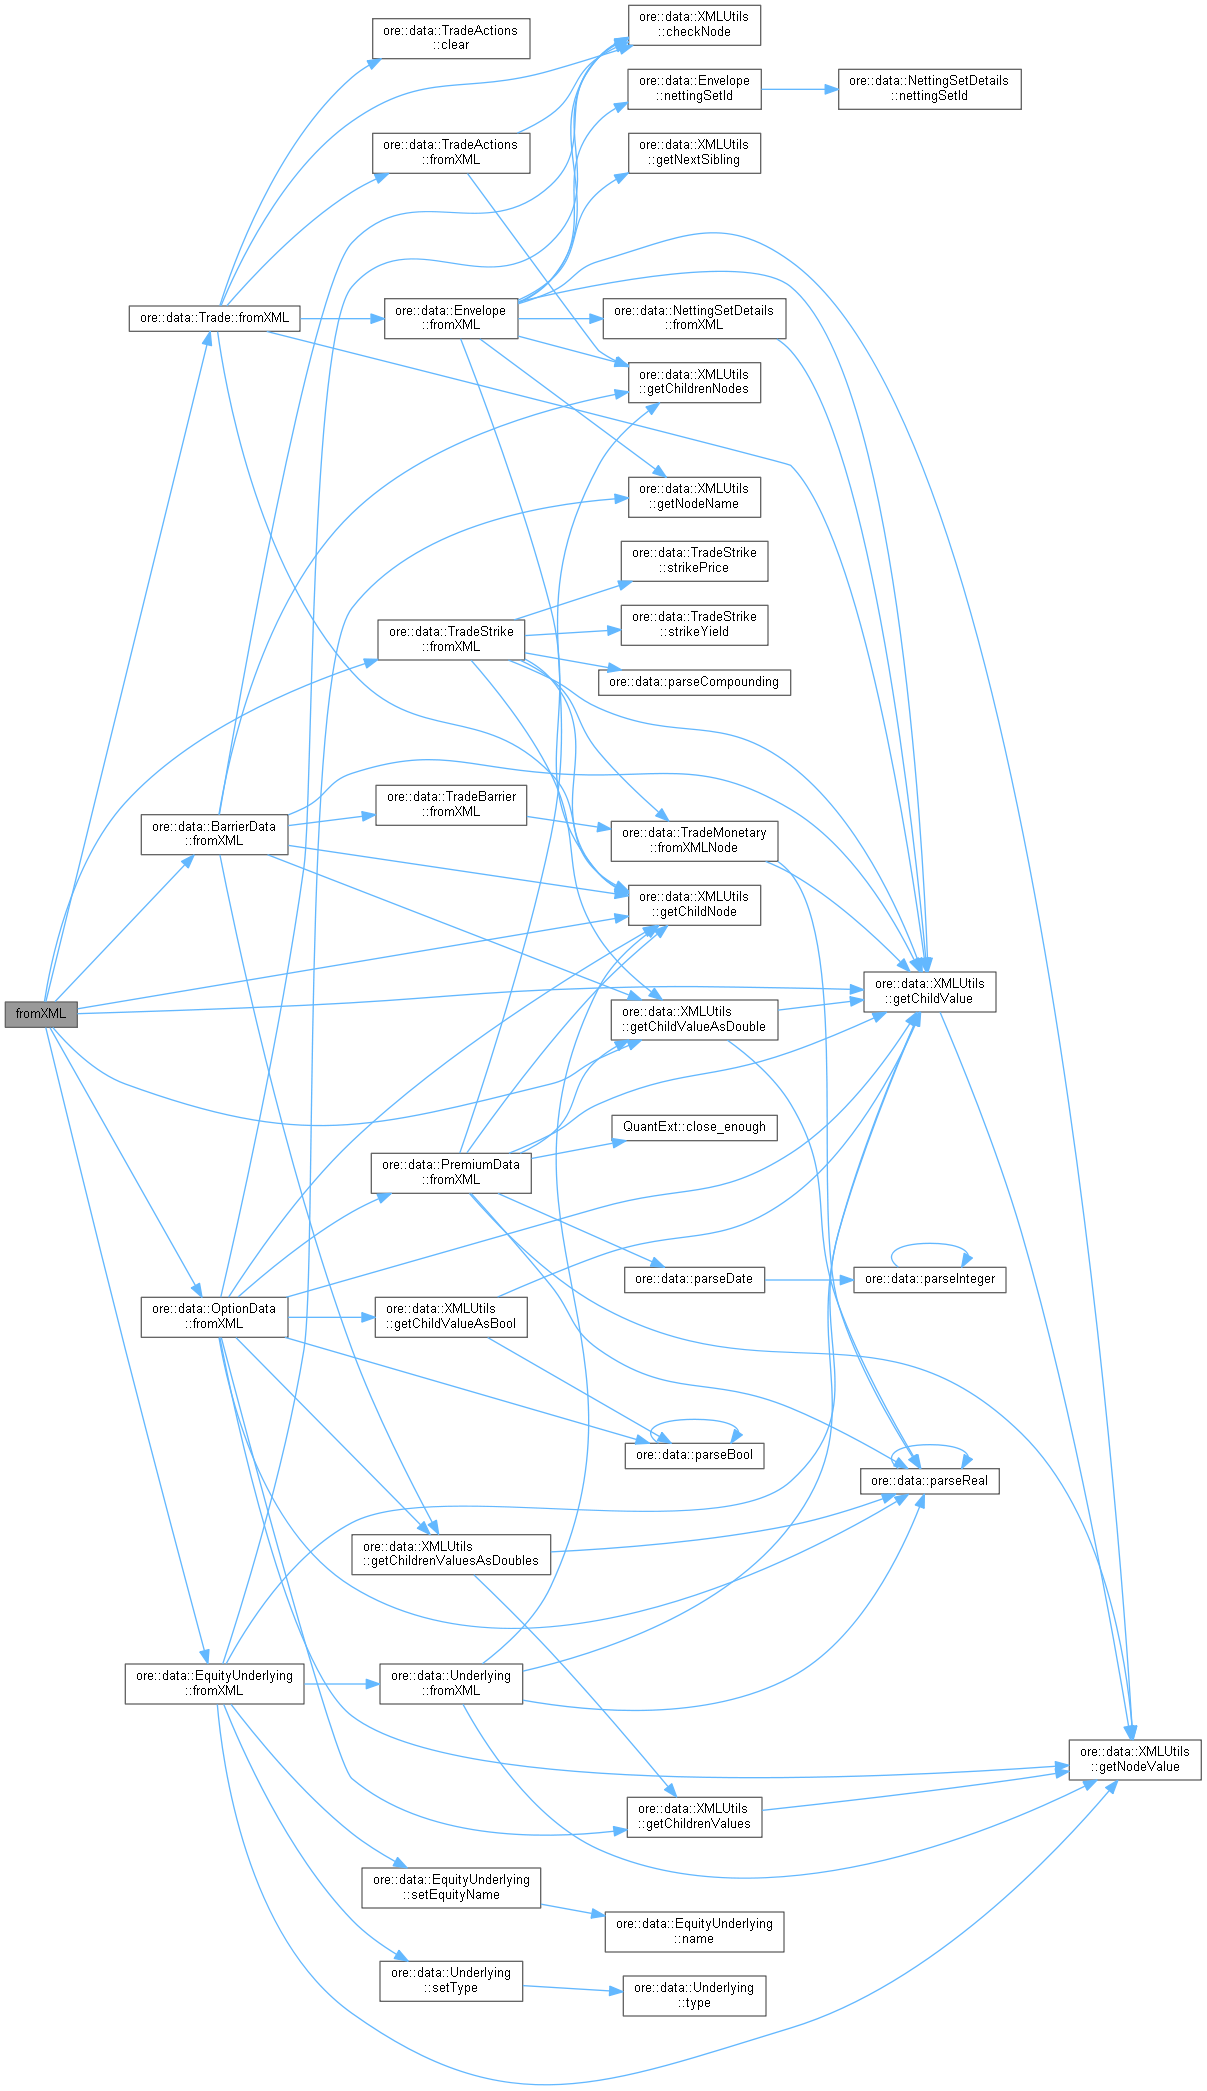 ore::data::TradeActions
::clear
ore::data::XMLUtils
::checkNode
ore::data::Envelope
::nettingSetId
ore::data::NettingSetDetails
::nettingSetId
ore::data::TradeActions
::fromXML
ore::data::XMLUtils
::getNextSibling
ore::data::Trade::fromXML
ore::data::Envelope
::fromXML
ore::data::NettingSetDetails
::fromXML
ore::data::XMLUtils
::getChildrenNodes
ore::data::XMLUtils
::getNodeName
ore::data::TradeStrike
::strikePrice
ore::data::TradeStrike
::fromXML
ore::data::TradeStrike
::strikeYield
ore::data::parseCompounding
ore::data::BarrierData
::fromXML
ore::data::TradeBarrier
::fromXML
ore::data::TradeMonetary
::fromXMLNode
ore::data::XMLUtils
::getChildNode
fromXML
ore::data::XMLUtils
::getChildValueAsDouble
ore::data::XMLUtils
::getChildValue
QuantExt::close_enough
ore::data::PremiumData
::fromXML
ore::data::parseDate
ore::data::parseInteger
ore::data::OptionData
::fromXML
ore::data::XMLUtils
::getChildValueAsBool
ore::data::parseBool
ore::data::parseReal
ore::data::XMLUtils
::getChildrenValuesAsDoubles
ore::data::EquityUnderlying
::fromXML
ore::data::Underlying
::fromXML
ore::data::XMLUtils
::getNodeValue
ore::data::XMLUtils
::getChildrenValues
ore::data::EquityUnderlying
::setEquityName
ore::data::EquityUnderlying
::name
ore::data::Underlying
::setType
ore::data::Underlying
::type